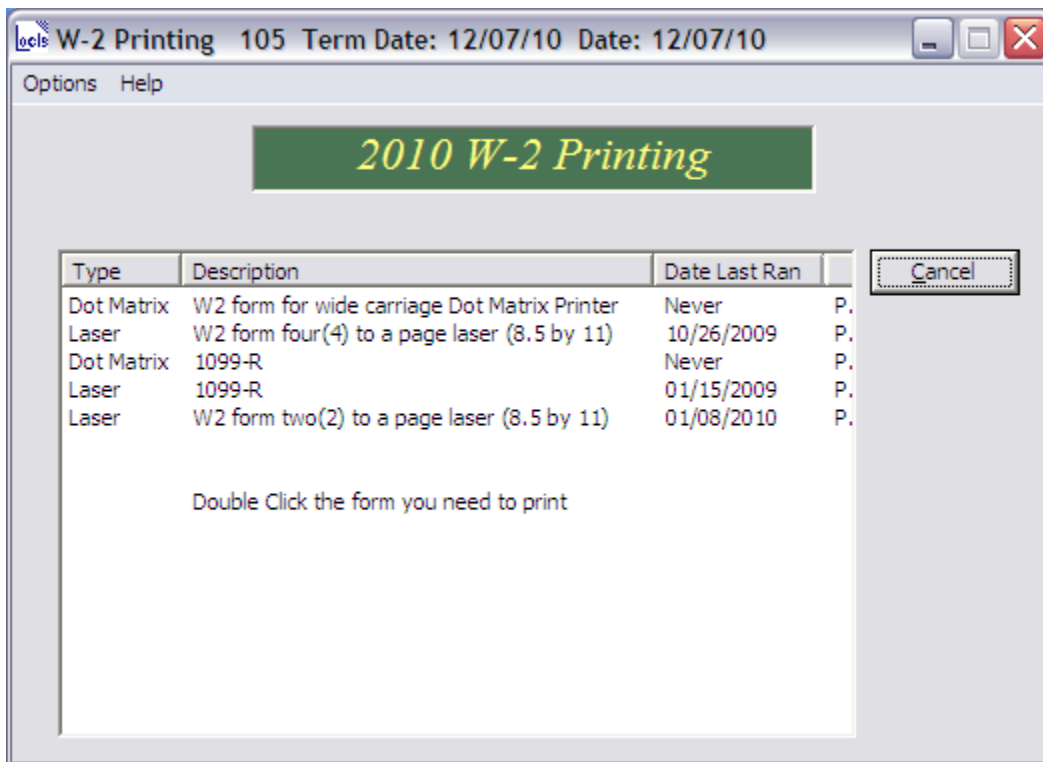 ocls W-2 Printing 105 Term Date: 12/07/10 Date: 12/07/10
Options Help
2010 W-2 Printing
Type Description Date Last Ran
Cancel
Dot Matrix W2 form for wide carriage Dot Matrix Printer Never P.
Laser W2 form four(4) to a page laser (8.5 by 11) 10/26/2009 P.
Dot Matrix 1099-R Never P.
Laser 1099-R 01/15/2009 P.
Laser W2 form two(2) to a page laser (8.5 by 11) 01/08/2010 P.
Double Click the form you need to print